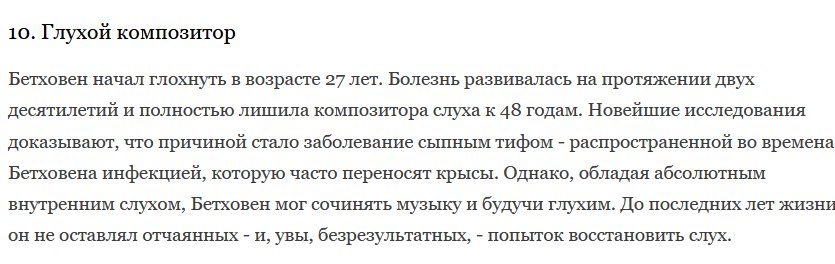 10. Глухой композитор
Бетховен начал глохнуть в возрасте 27 лет. Болезнь развивалась на протяжении двух
десятилетий и полностью лишила композитора слуха к 48 годам. Новейшие исследования
доказывают, что причиной стало заболевание сыпным тифом - распространенной во времена
Бетховена инфекцией, которую часто переносят крысы. Однако, обладая абсолютным
внутренним слухом, Бетховен мог сочинять музыку и будучи глухим. До последних лет жизни
он не оставлял отчаянных - и, увы, безрезультатных, - попыток восстановить слух.